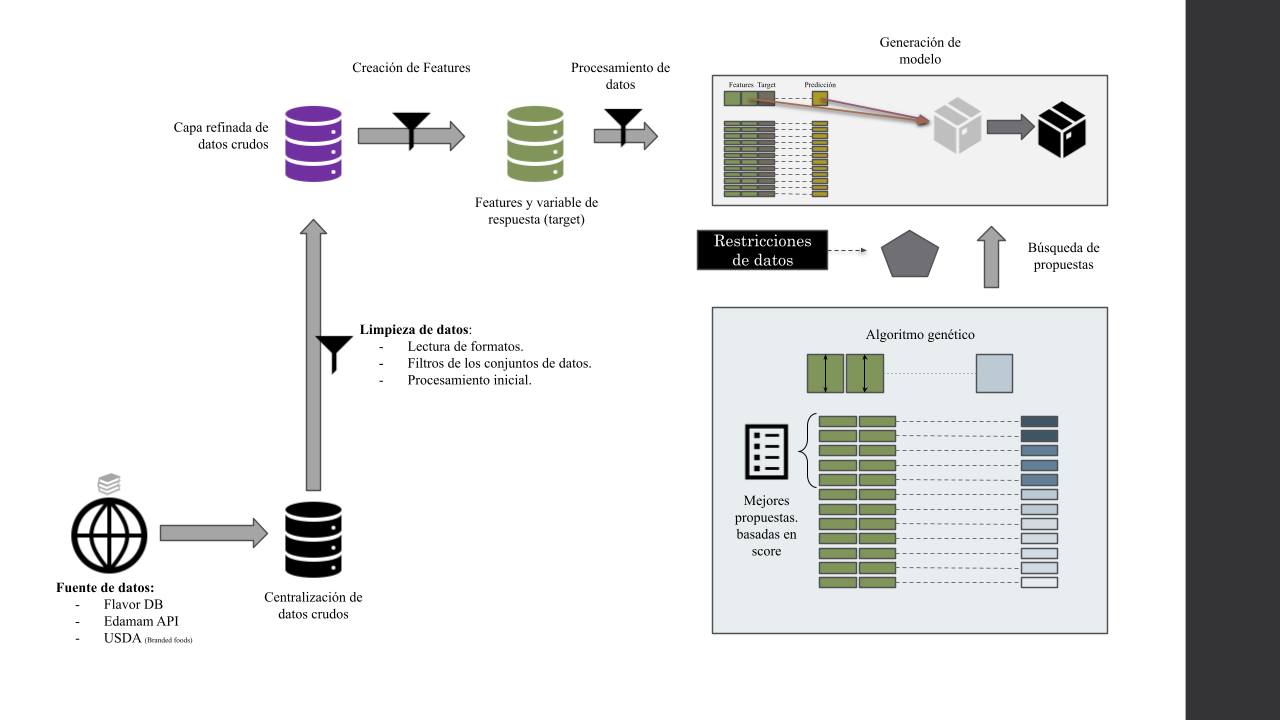 Generación de
modelo
Creación de Features
Procesamiento de
datos
Features Target
Predicción
Capa refinada de
datos crudos
Features y variable de
respuesta (target)
Restricciones
de datos
Búsqueda de
propuestas
Limpieza de datos:
- Lectura de formatos.
- Filtros de los conjuntos de datos.
- Procesamiento inicial.
Algoritmo genético
Mejores
propuestas.
basadas en
score
Fuente de datos:
- Flavor DB
- Edamam API
- USDA (Branded foods)
Centralización de
datos crudos